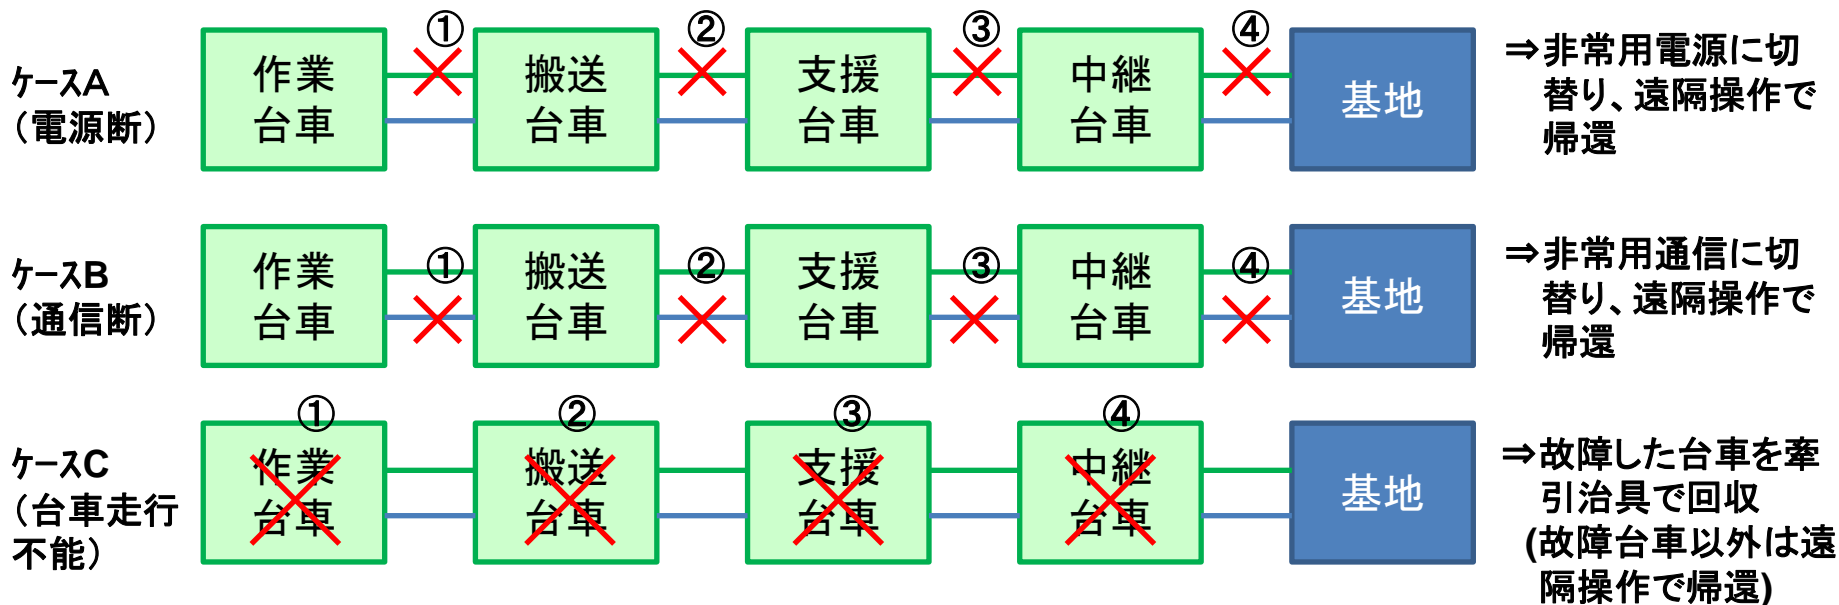 ① ② ③ ④
ケースA
（電源断）
作業
台車
搬送
台車
支援
台車
中継
台車
基地
⇒非常用電源に切
替り、遠隔操作で
帰還
① ② ③ ④
ケースB
（通信断）
作業
台車
搬送
台車
支援
台車
中継
台車
基地
⇒非常用通信に切
替り、遠隔操作で
帰還
① ② ③ ④
ケースC
（台車走行
不能）
作業
台車
搬送
台車
支援
台車
中継
台車
基地
⇒故障した台車を牽
引治具で回収
(故障台車以外は遠
隔操作で帰還)